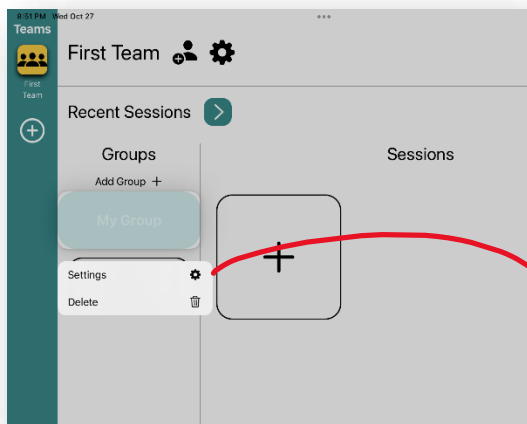 8:51 PM Wed Oct 27
Teams
First Team
First
Team
Recent Sessions
Groups
Sessions
Add Group +
My Group
Settings
Delete